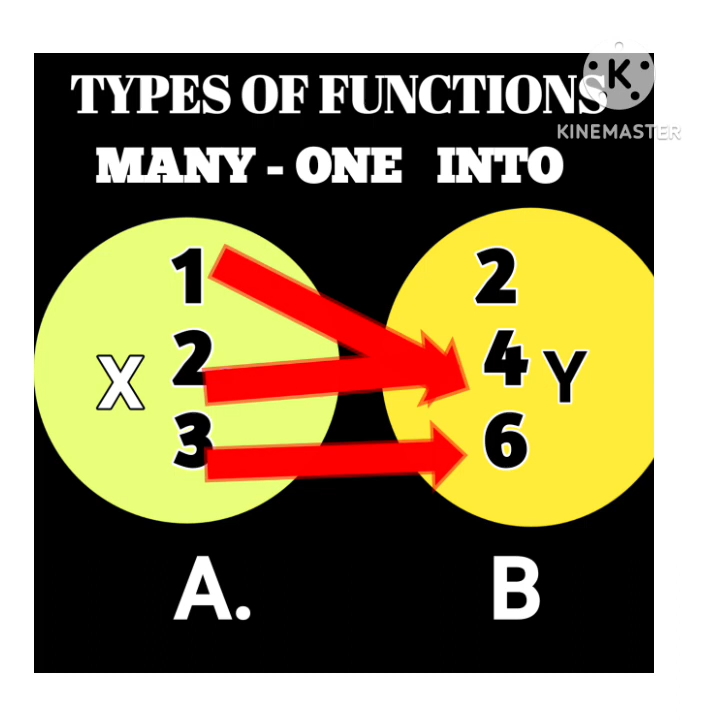 TYPES OF FUNCTIONS
K
KINEMASTER
MANY - ONE INTO
1 2
X 2 4 Y
3 6
A. B